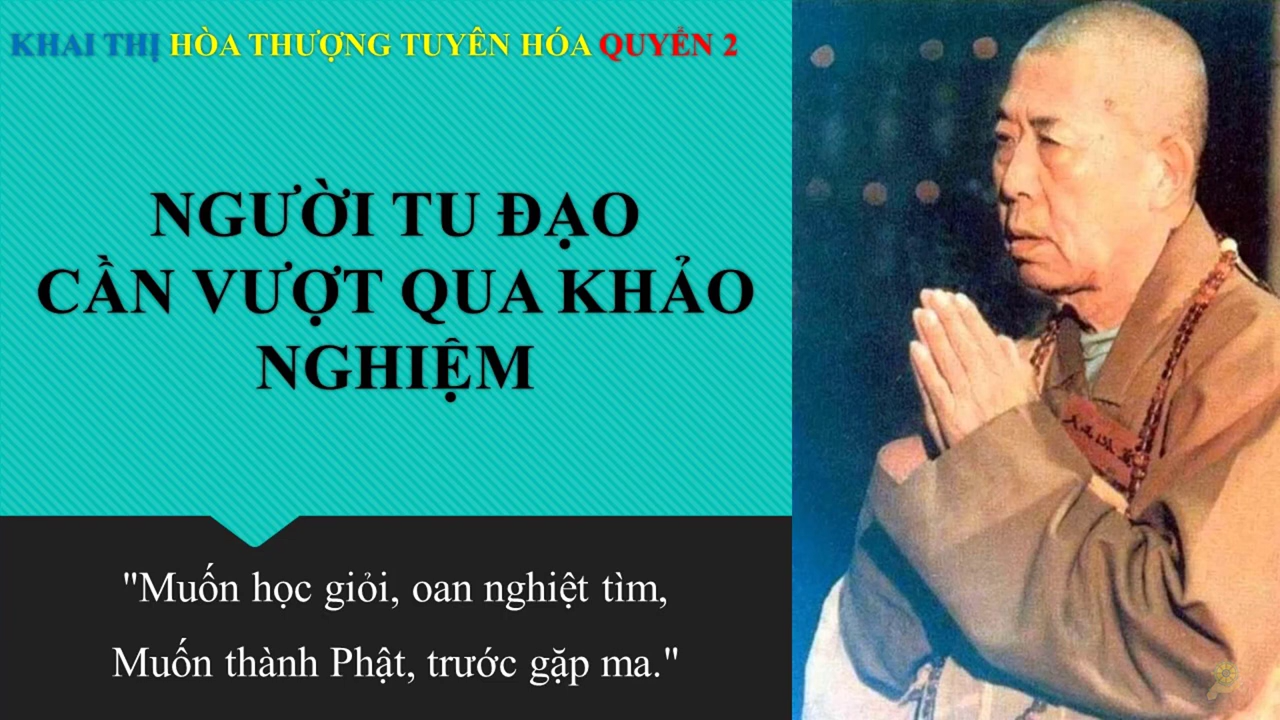 KHAI THỊ HÒA THƯỢNG TUYÊN HÓA QUYỂN 2
NGƯỜI TU ĐẠO
CẦN VƯỢT QUA KHẢO
NGHIỆM
"Muốn học giỏi, oan nghiệt tìm,
Muốn thành Phật, trước gặp ma."